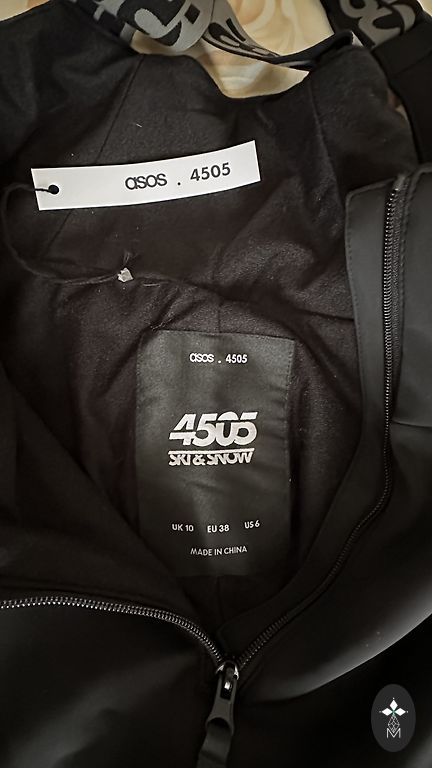 asos . 4505
asos . 4505
4505
SKI & SNOW
UK 10 EU 38 US 6
MADE IN CHINA